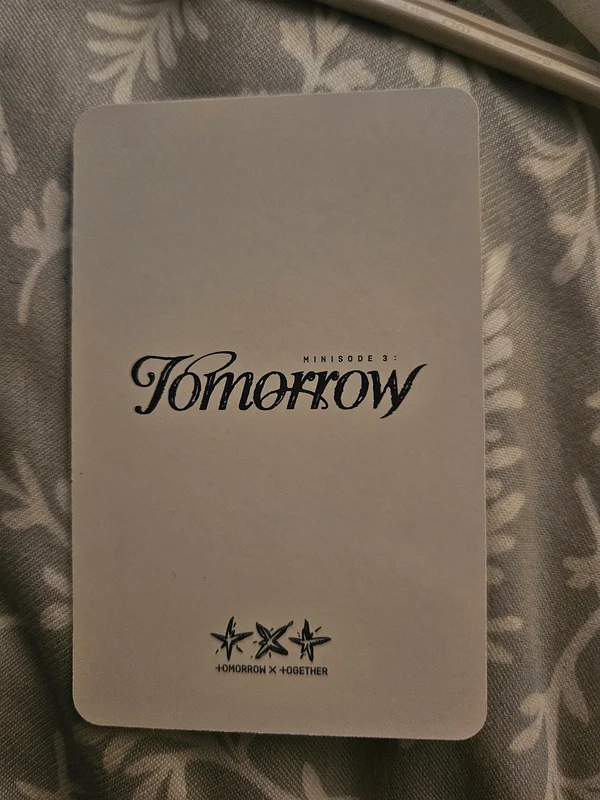 MINISODE 3:
Tomorrow
TOMORROW X TOGETHER